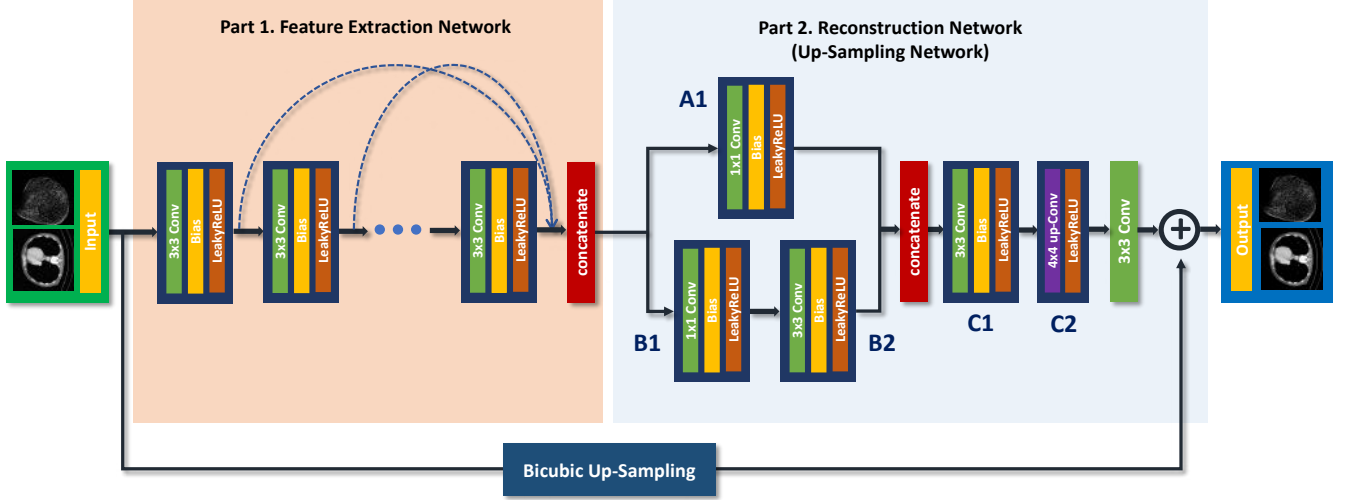 Part 1. Feature Extraction Network
Part 2. Reconstruction Network
(Up-Sampling Network)
Input
3x3 Conv
Bias
LeakyReLU
3x3 Conv
Bias
LeakyReLU
3x3 Conv
Bias
LeakyReLU
concatenate
A1
1x1 Conv
Bias
LeakyReLU
B1
1x1 Conv
Bias
LeakyReLU
3x3 Conv
Bias
LeakyReLU
B2
concatenate
3x3 Conv
Bias
LeakyReLU
C1
4x4 up-Conv
LeakyReLU
C2
3x3 Conv
Output
Bicubic Up-Sampling